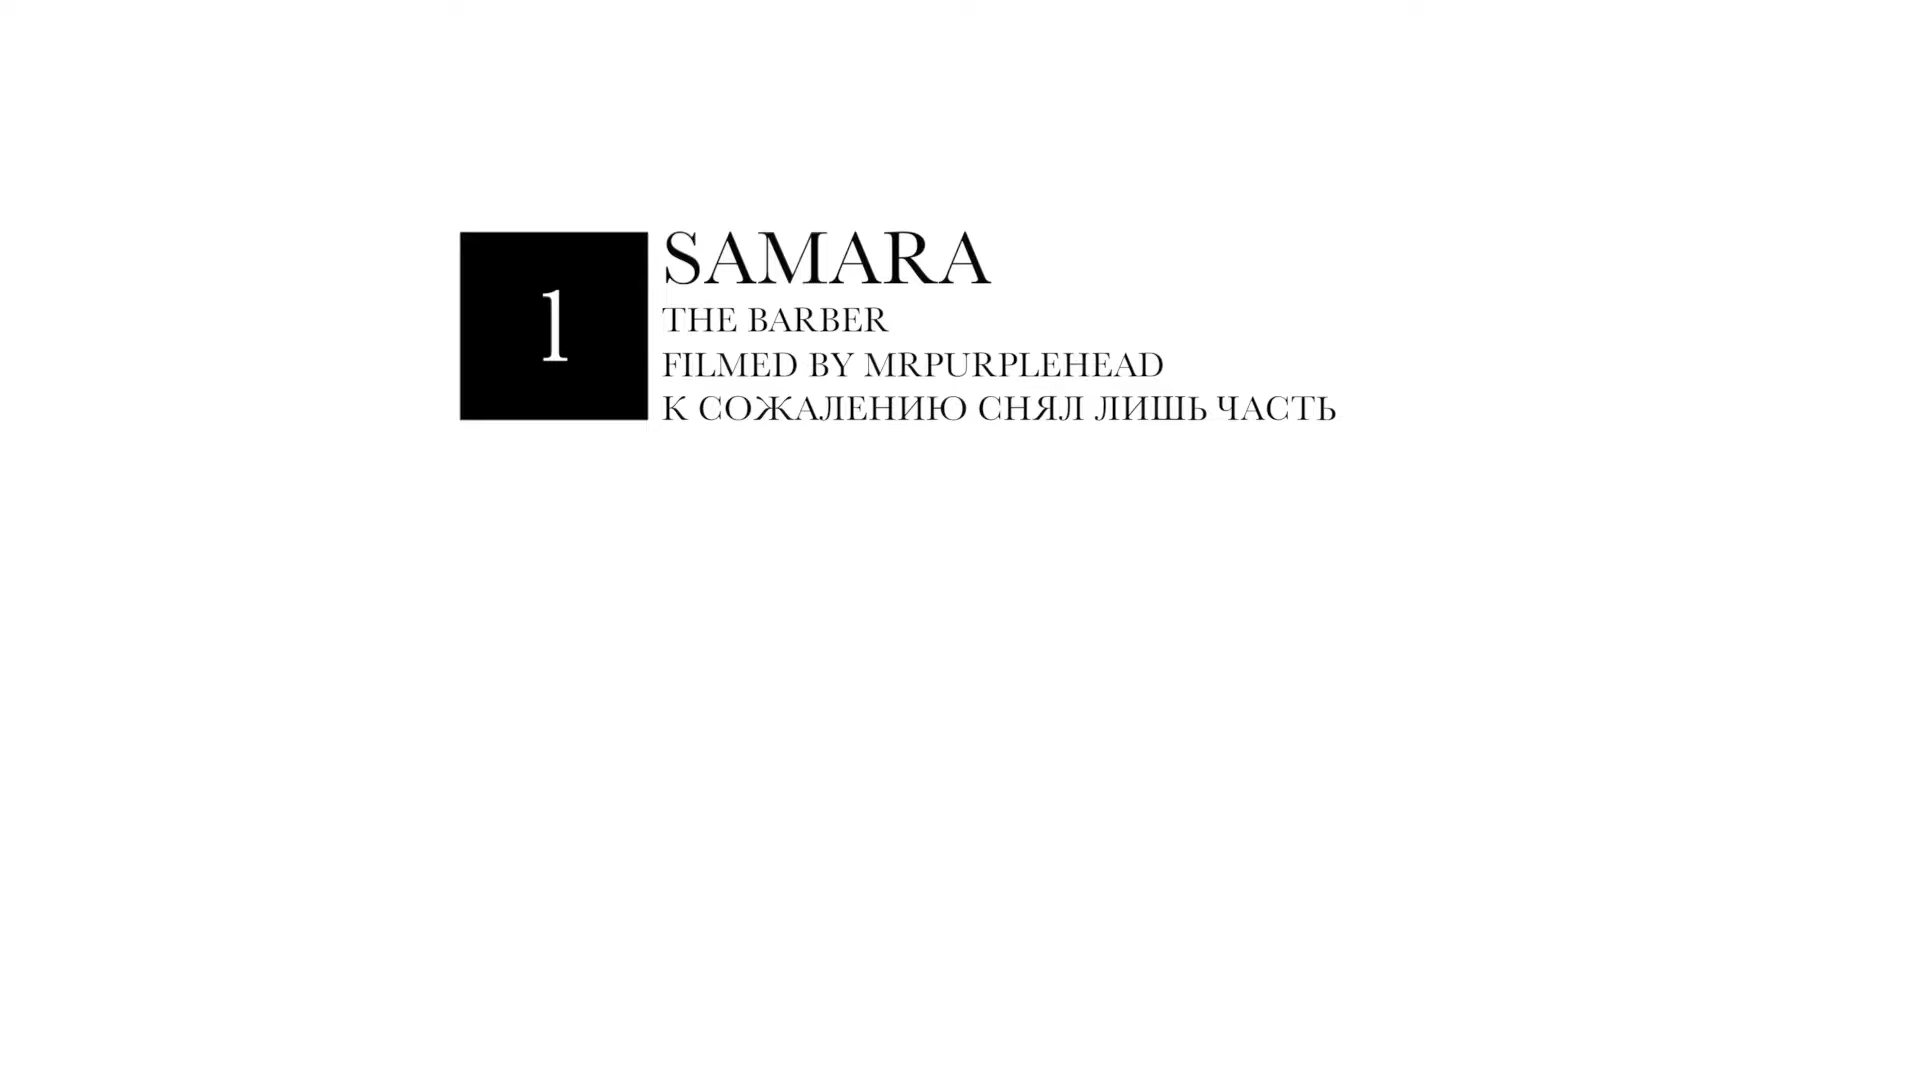 1
SAMARA
THE BARBER
FILMED BY MRPURPLEHEAD
К СОЖАЛЕНИЮ СНЯЛ ЛИШЬ ЧАСТЬ